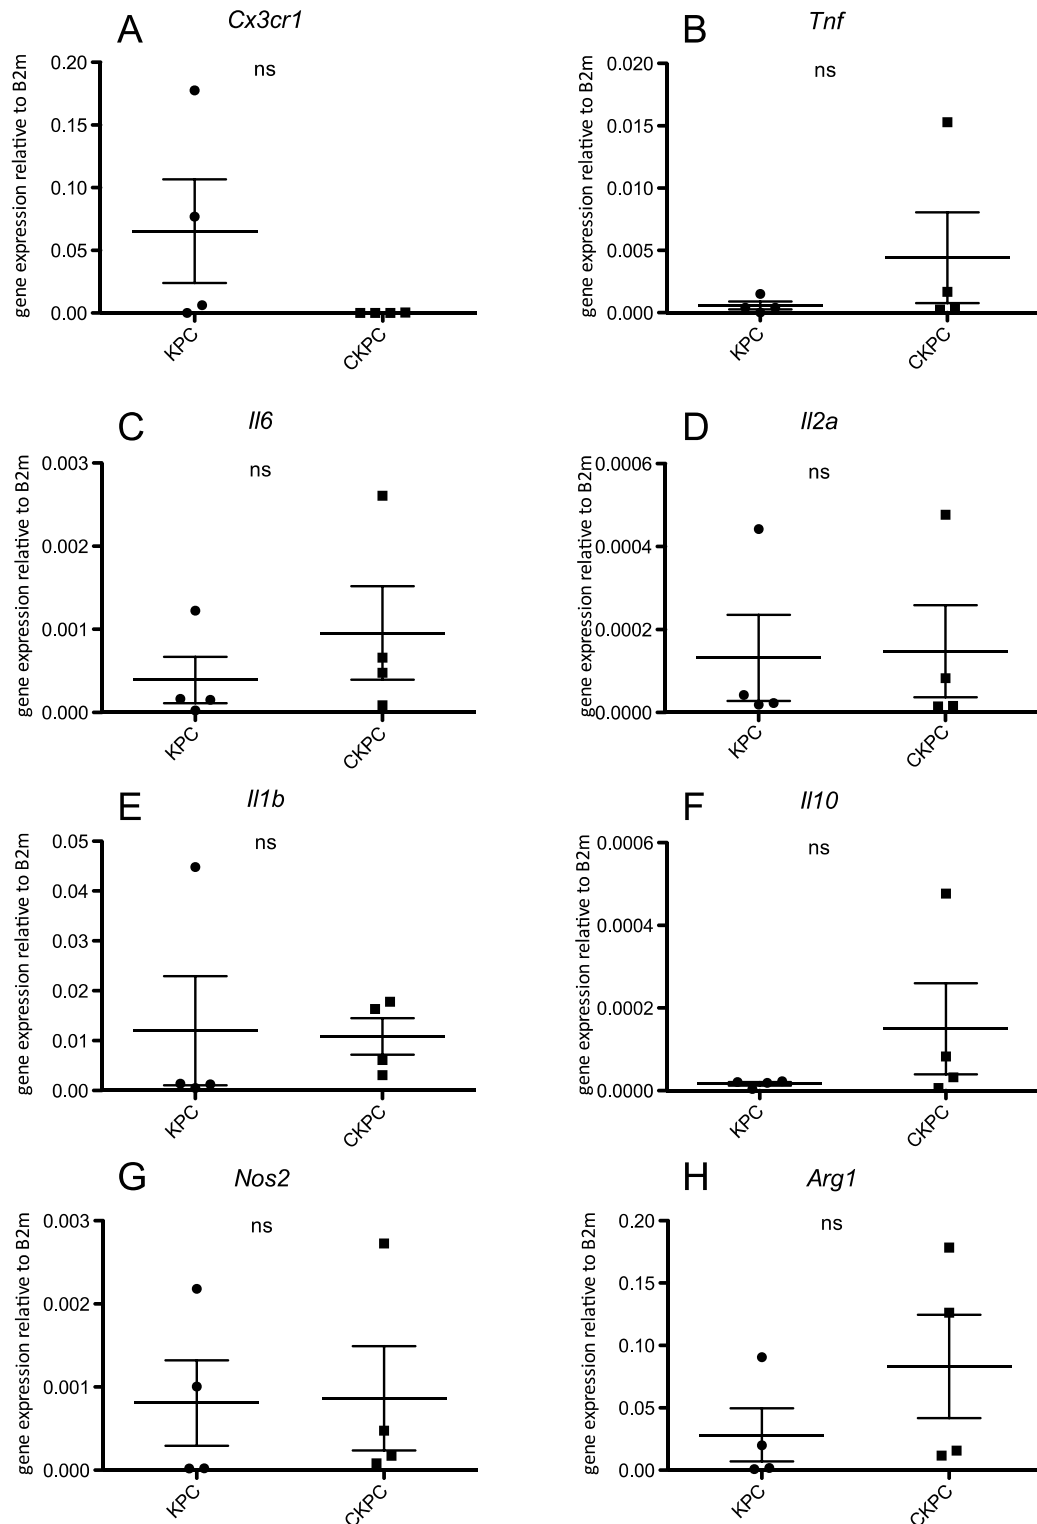 A
Cx3cr1
ns
gene expression relative to B2m
0.20
0.15
0.10
0.05
0.00
KPC
CKPC
B
Tnf
ns
gene expression relative to B2m
0.020
0.015
0.010
0.005
0.000
KPC
CKPC
C
Il6
ns
gene expression relative to B2m
0.003
0.002
0.001
0.000
KPC
CKPC
D
Il2a
ns
gene expression relative to B2m
0.0006
0.0004
0.0002
0.0000
KPC
CKPC
E
Il1b
ns
gene expression relative to B2m
0.05
0.04
0.03
0.02
0.01
0.00
KPC
CKPC
F
Il10
ns
gene expression relative to B2m
0.0006
0.0004
0.0002
0.0000
KPC
CKPC
G
Nos2
ns
gene expression relative to B2m
0.003
0.002
0.001
0.000
KPC
CKPC
H
Arg1
ns
gene expression relative to B2m
0.20
0.15
0.10
0.05
0.00
KPC
CKPC